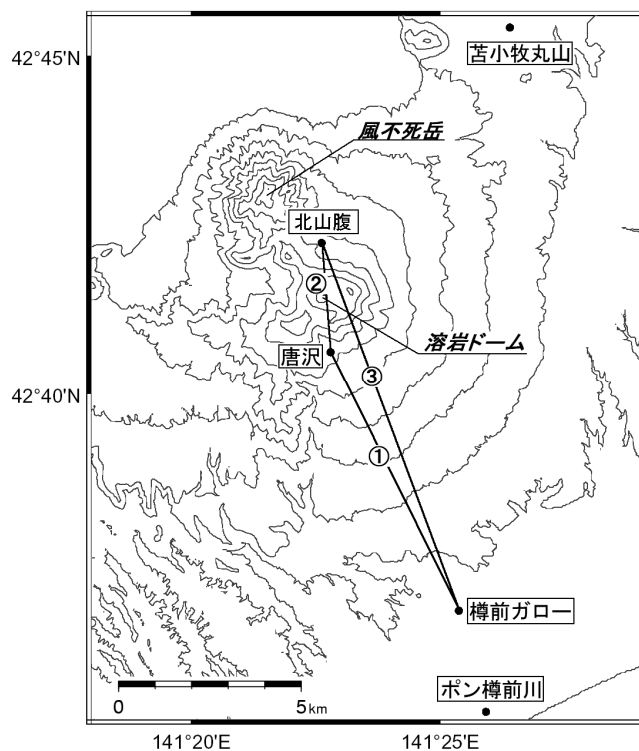 42°45'N
苫小牧丸山
風不死岳
北山腹
②
溶岩ドーム
唐沢
③
42°40'N
①
樽前ガロー
ポン樽前川
0 5km
141°20'E 141°25'E